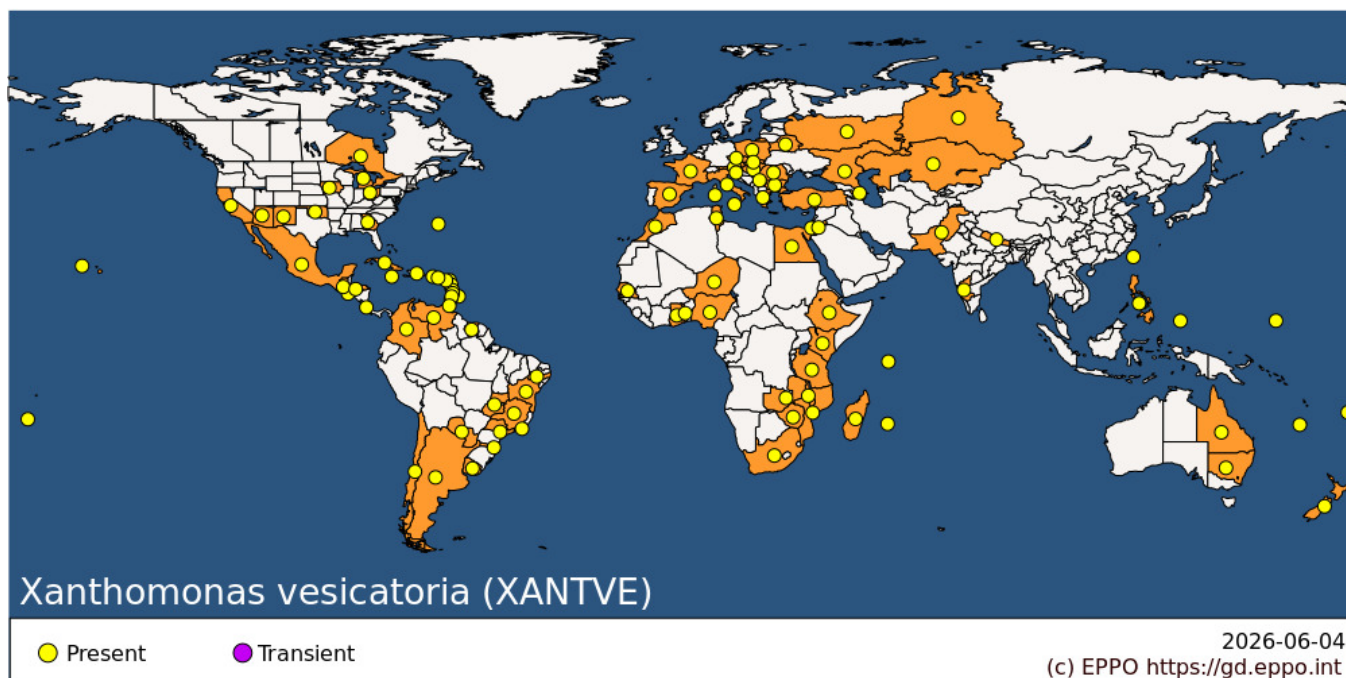 Xanthomonas vesicatoria (XANTVE)
Present
Transient
2026-06-04
(c) EPPO https://gd.eppo.int